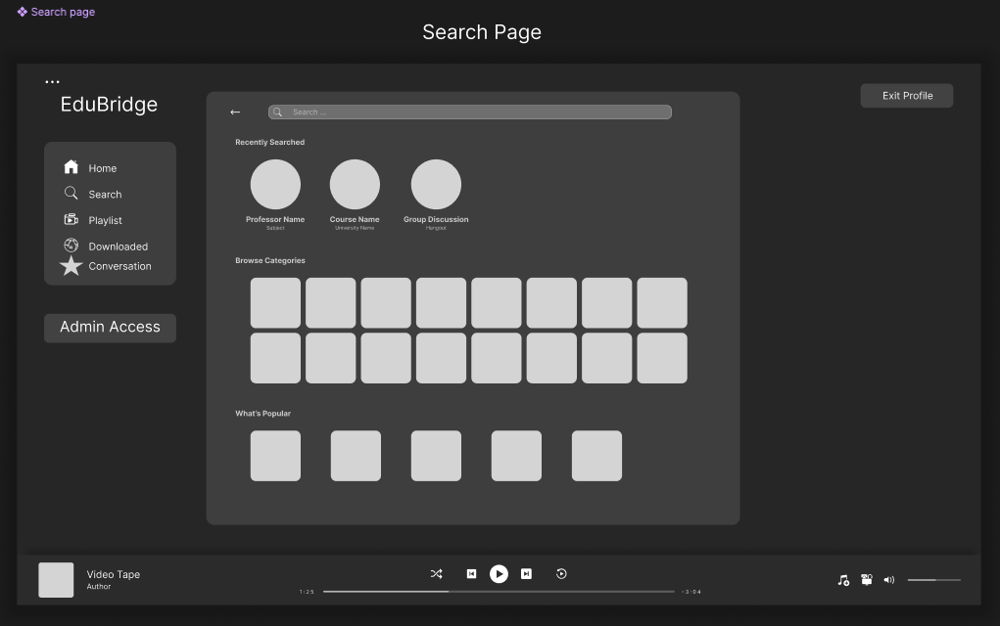 Search page
Search Page
...
EduBridge
Exit Profile
Search ...
Recently Searched
Home
Search
Playlist
Downloaded
Conversation
Professor Name
Subject
Course Name
University Name
Group Discussion
Hangout
Browse Categories
Admin Access
What's Popular
Video Tape
Author
1:25
-3:04